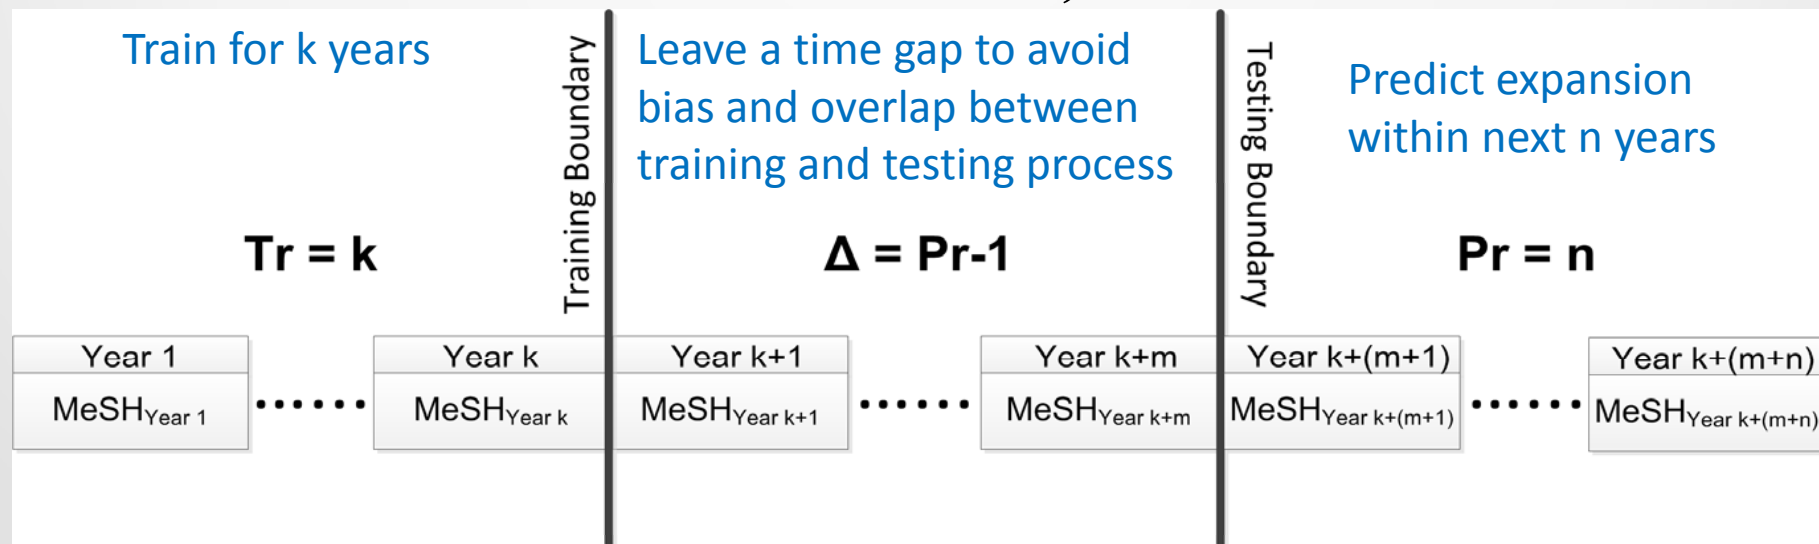 Train for k years
Training Boundary
Leave a time gap to avoid
bias and overlap between
training and testing process
Testing Boundary
Predict expansion
within next n years
Tr = k
Δ = Pr-1
Pr = n
Year 1
MeSHYear 1
......
Year k
MeSHYear k
Year k+1
MeSHYear k+1
......
Year k+m
MeSHYear k+m
Year k+(m+1)
MeSHYear k+(m+1)
......
Year k+(m+n)
MeSHYear k+(m+n)